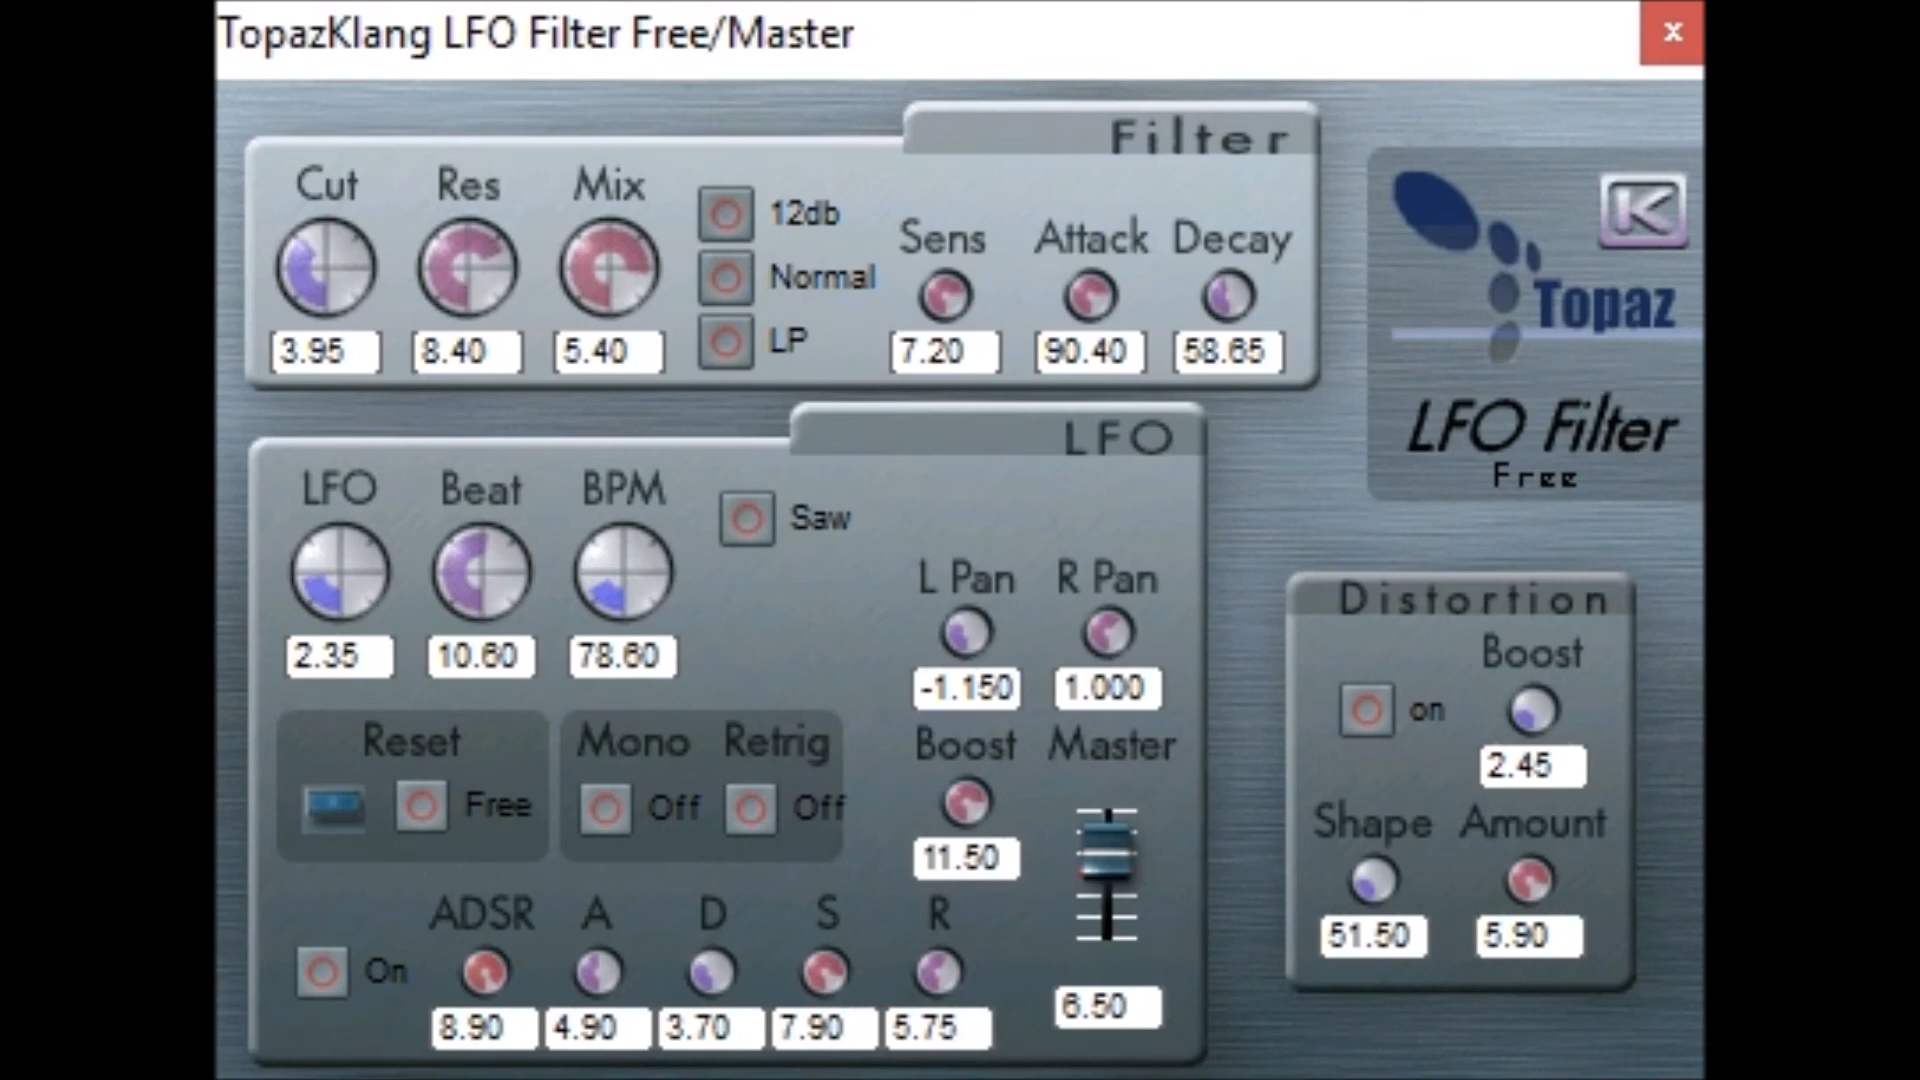 TopazKlang LFO Filter Free/Master
x
Filter
Cut Res Mix
12db
Normal
LP
Sens Attack Decay
3.95 8.40 5.40
7.20 90.40 58.65
K
Topaz
LFO Filter
Free
LFO
LFO Beat BPM
Saw
2.35 10.60 78.60
L Pan R Pan
-1.150 1.000
Reset Mono Retrig
Free Off Off
Boost Master
11.50
6.50
ADSR A D S R
On
8.90 4.90 3.70 7.90 5.75
Distortion
Boost
on
2.45
Shape Amount
51.50 5.90